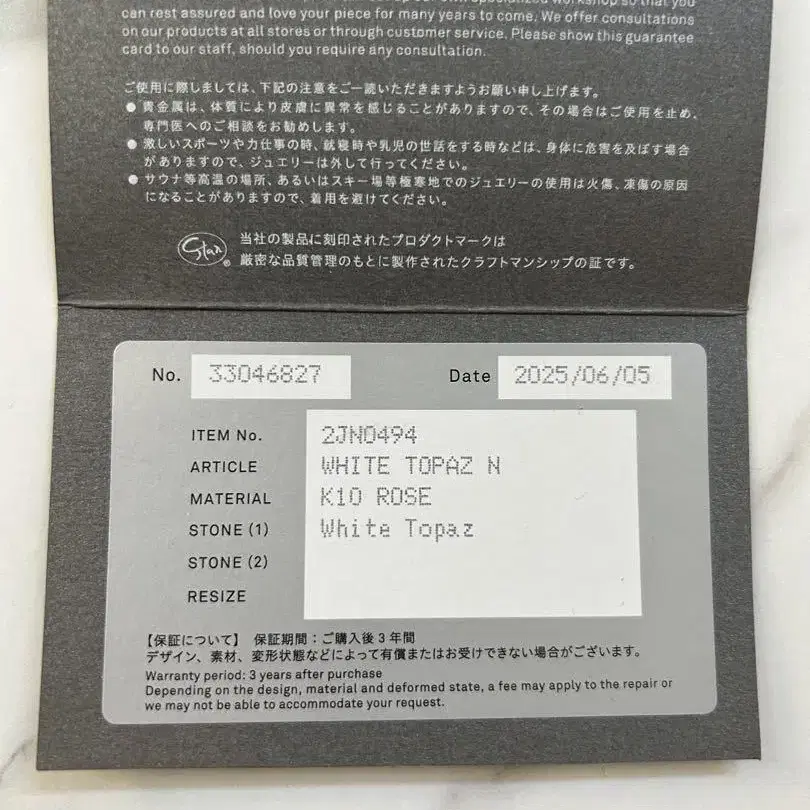 can rest assured and love your piece for many years to come. We offer consultations
on our products at all stores or through customer service. Please show this guarantee
card to our staff, should you require any consultation.
ご使用に際しましては、下記の注意をご一読いただきますようお願い申し上げます。
● 貴金属は、体質により皮膚に異常を感じることがありますので、その場合はご使用を止め、
専門医へのご相談をお勧めします。
● 激しいスポーツや力仕事の時、就寝時や乳児の世話をする時などは、身体に危害を及ぼす場合
がありますので、ジュエリーは外して行ってください。
● サウナ等高温の場所、あるいはスキー場等極寒地でのジュエリーの使用は火傷、凍傷の原因
になることがありますので、着用を避けてください。
Star ®
当社の製品に刻印されたプロダクトマークは
厳密な品質管理のもとに製作されたクラフトマンシップの証です。
No. 33046827 Date 2025/06/05
ITEM No. 2JN0494
ARTICLE WHITE TOPAZ N
MATERIAL K10 ROSE
STONE (1) White Topaz
STONE (2)
RESIZE
【保証について】 保証期間：ご購入後3年間
デザイン、素材、変形状態などによって有償またはお受けできない場合がございます。
Warranty period: 3 years after purchase
Depending on the design, material and deformed state, a fee may apply to the repair or
we may not be able to accommodate your request.